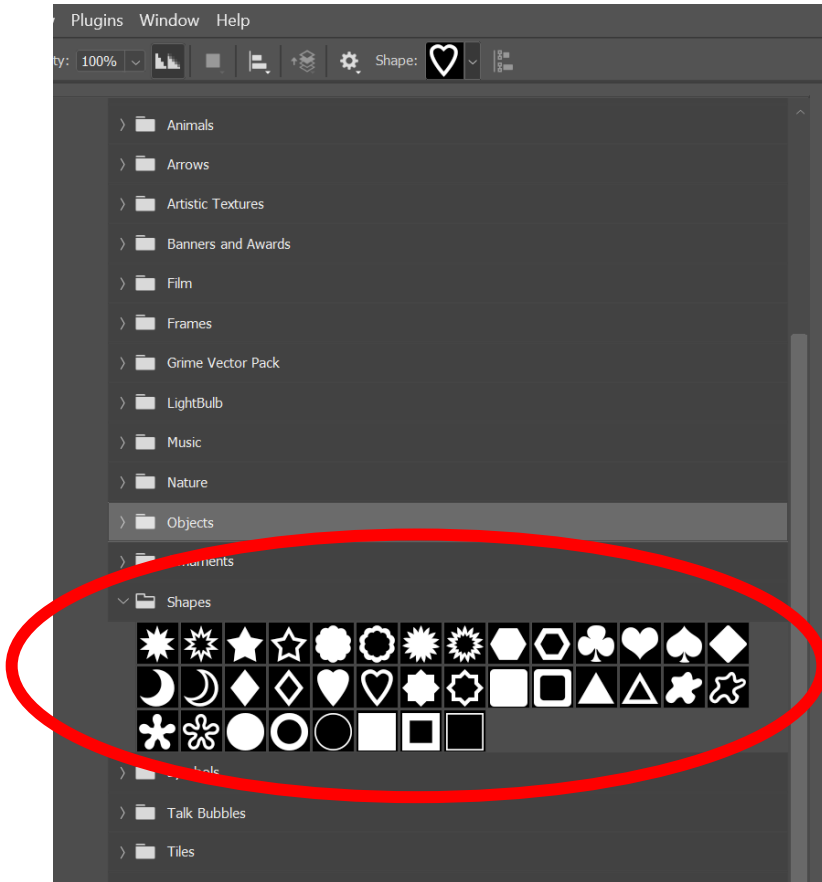 Plugins Window Help
ty: 100% Shape:
Animals
Arrows
Artistic Textures
Banners and Awards
Film
Frames
Grime Vector Pack
LightBulb
Music
Nature
Objects
Shapes
Talk Bubbles
Tiles